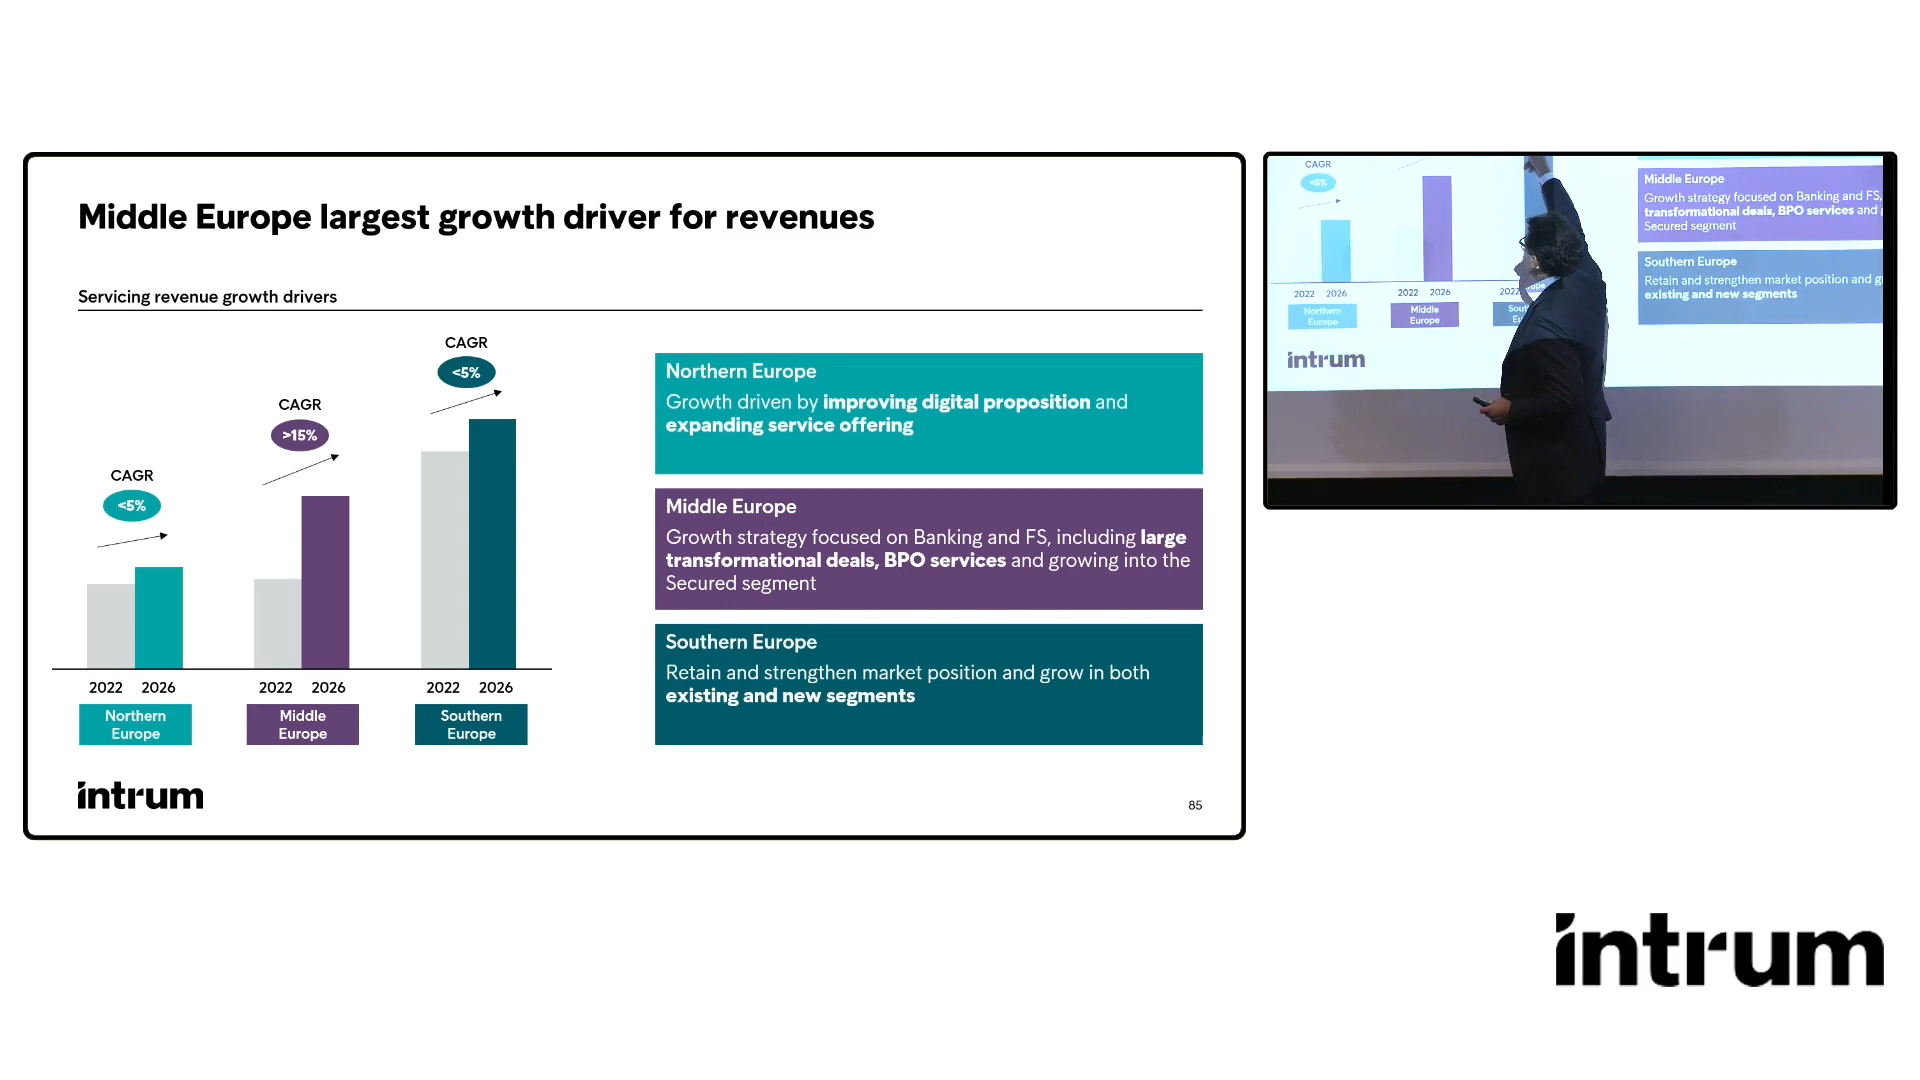 Middle Europe largest growth driver for revenues
Servicing revenue growth drivers
CAGR
<5%
CAGR
>15%
CAGR
<5%
2022 2026
2022 2026
2022 2026
Northern
Europe
Middle
Europe
Southern
Europe
Northern Europe
Growth driven by improving digital proposition and
expanding service offering
Middle Europe
Growth strategy focused on Banking and FS, including large
transformational deals, BPO services and growing into the
Secured segment
Southern Europe
Retain and strengthen market position and grow in both
existing and new segments
intrum
85
CAGR
<5%
2022 2026
2022 2026
2022
Northern
Europe
Middle
Europe
intrum
Middle Europe
Growth strategy focused on Banking and FS,
transformational deals, BPO services and
Secured segment
Southern Europe
Retain and strengthen market position and
existing and new segments
intrum